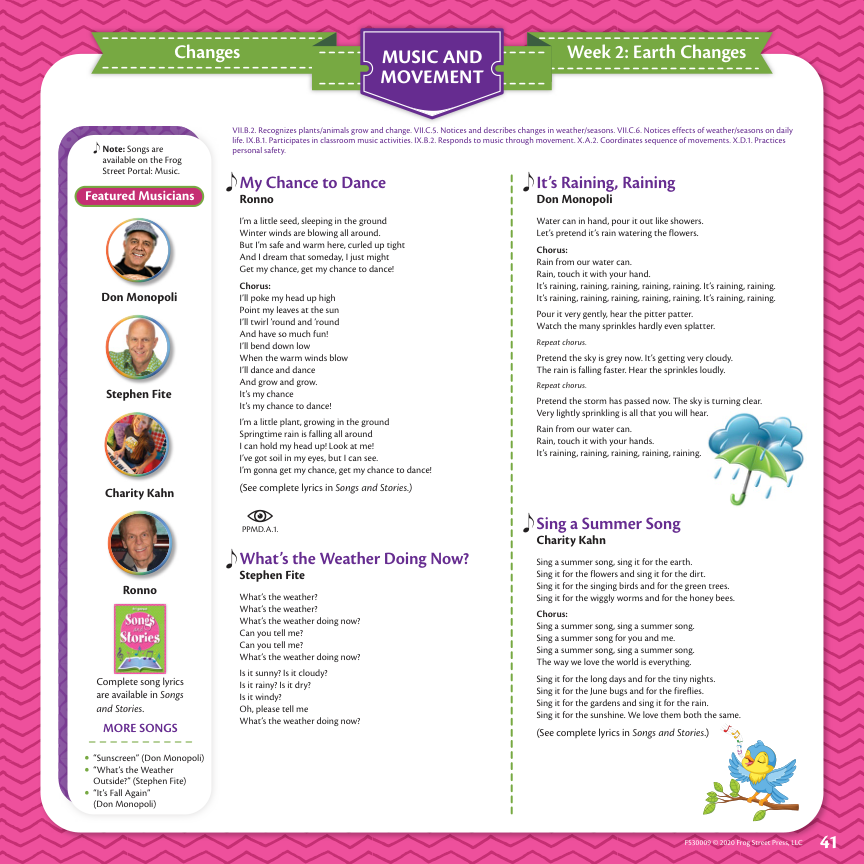 Changes
MUSIC AND
MOVEMENT
Week 2: Earth Changes
VII.B.2. Recognizes plants/animals grow and change. VII.C.5. Notices and describes changes in weather/seasons. VII.C.6. Notices effects of weather/seasons on daily
life. IX.B.1. Participates in classroom music activities. IX.B.2. Responds to music through movement. X.A.2. Coordinates sequence of movements. X.D.1. Practices
personal safety.
Note: Songs are
available on the Frog
Street Portal: Music.
Featured Musicians
Don Monopoli
Stephen Fite
Charity Kahn
Ronno
Songs
and
Stories
Complete song lyrics
are available in Songs
and Stories.
MORE SONGS
• “Sunscreen” (Don Monopoli)
• “What’s the Weather
Outside?” (Stephen Fite)
• “It’s Fall Again”
(Don Monopoli)
My Chance to Dance
Ronno
I’m a little seed, sleeping in the ground
Winter winds are blowing all around.
But I’m safe and warm here, curled up tight
And I dream that someday, I just might
Get my chance, get my chance to dance!
Chorus:
I’ll poke my head up high
Point my leaves at the sun
I’ll twirl ’round and ’round
And have so much fun!
I’ll bend down low
When the warm winds blow
I’ll dance and dance
And grow and grow.
It’s my chance
It’s my chance to dance!
I’m a little plant, growing in the ground
Springtime rain is falling all around
I can hold my head up! Look at me!
I’ve got soil in my eyes, but I can see.
I’m gonna get my chance, get my chance to dance!
(See complete lyrics in Songs and Stories.)
PPMD.A.1.
What’s the Weather Doing Now?
Stephen Fite
What’s the weather?
What’s the weather?
What’s the weather doing now?
Can you tell me?
Can you tell me?
What’s the weather doing now?
Is it sunny? Is it cloudy?
Is it rainy? Is it dry?
Is it windy?
Oh, please tell me
What’s the weather doing now?
It’s Raining, Raining
Don Monopoli
Water can in hand, pour it out like showers.
Let’s pretend it’s rain watering the flowers.
Chorus:
Rain from our water can.
Rain, touch it with your hand.
It’s raining, raining, raining, raining, raining. It’s raining, raining.
It’s raining, raining, raining, raining, raining. It’s raining, raining.
Pour it very gently, hear the pitter patter.
Watch the many sprinkles hardly even splatter.
Repeat chorus.
Pretend the sky is grey now. It’s getting very cloudy.
The rain is falling faster. Hear the sprinkles loudly.
Repeat chorus.
Pretend the storm has passed now. The sky is turning clear.
Very lightly sprinkling is all that you will hear.
Rain from our water can.
Rain, touch it with your hands.
It’s raining, raining, raining, raining, raining.
Sing a Summer Song
Charity Kahn
Sing a summer song, sing it for the earth.
Sing it for the flowers and sing it for the dirt.
Sing it for the singing birds and for the green trees.
Sing it for the wiggly worms and for the honey bees.
Chorus:
Sing a summer song, sing a summer song.
Sing a summer song for you and me.
Sing a summer song, sing a summer song.
The way we love the world is everything.
Sing it for the long days and for the tiny nights.
Sing it for the June bugs and for the fireflies.
Sing it for the gardens and sing it for the rain.
Sing it for the sunshine. We love them both the same.
(See complete lyrics in Songs and Stories.)
FS30009 © 2020 Frog Street Press, LLC
41